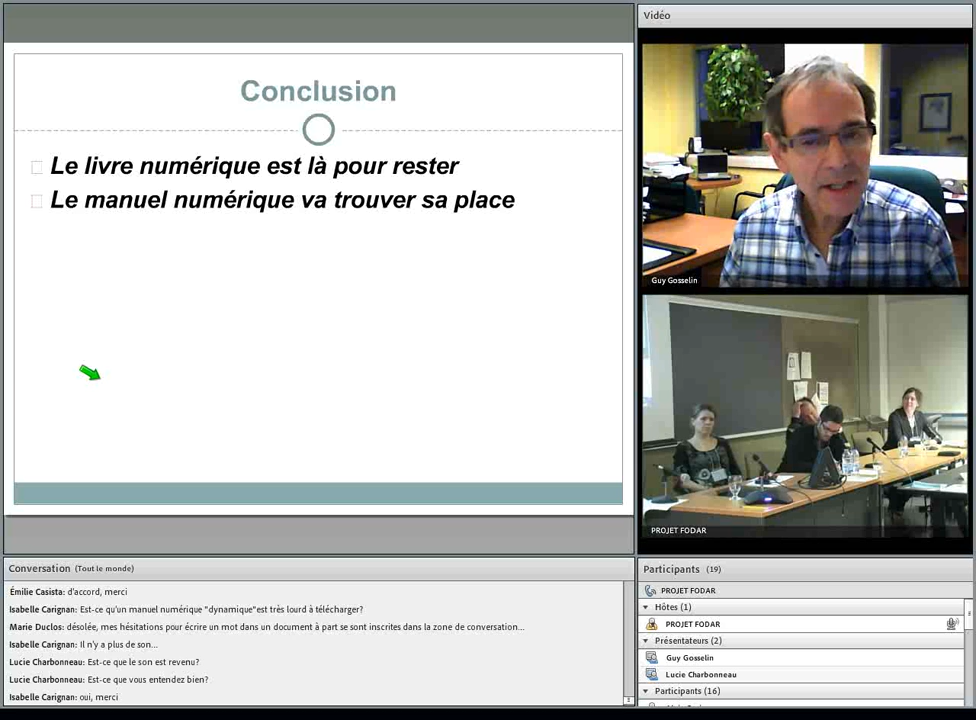 Conclusion
Le livre numérique est là pour rester
Le manuel numérique va trouver sa place
Vidéo
Guy Gosselin
PROJET FODAR
Conversation (Tout le monde)
Émilie Casista: d'accord, merci
Isabelle Carignan: Est-ce qu'un manuel numérique "dynamique"est très lourd à télécharger?
Marie Duclos: désolée, mes hésitations pour écrire un mot dans un document à part se sont inscrites dans la zone de conversation...
Isabelle Carignan: Il n'y a plus de son...
Lucie Charbonneau: Est-ce que le son est revenu?
Lucie Charbonneau: Est-ce que vous entendez bien?
Isabelle Carignan: oui, merci
Participants (19)
PROJET FODAR
Hôtes (1)
PROJET FODAR
Présentateurs (2)
Guy Gosselin
Lucie Charbonneau
Participants (16)